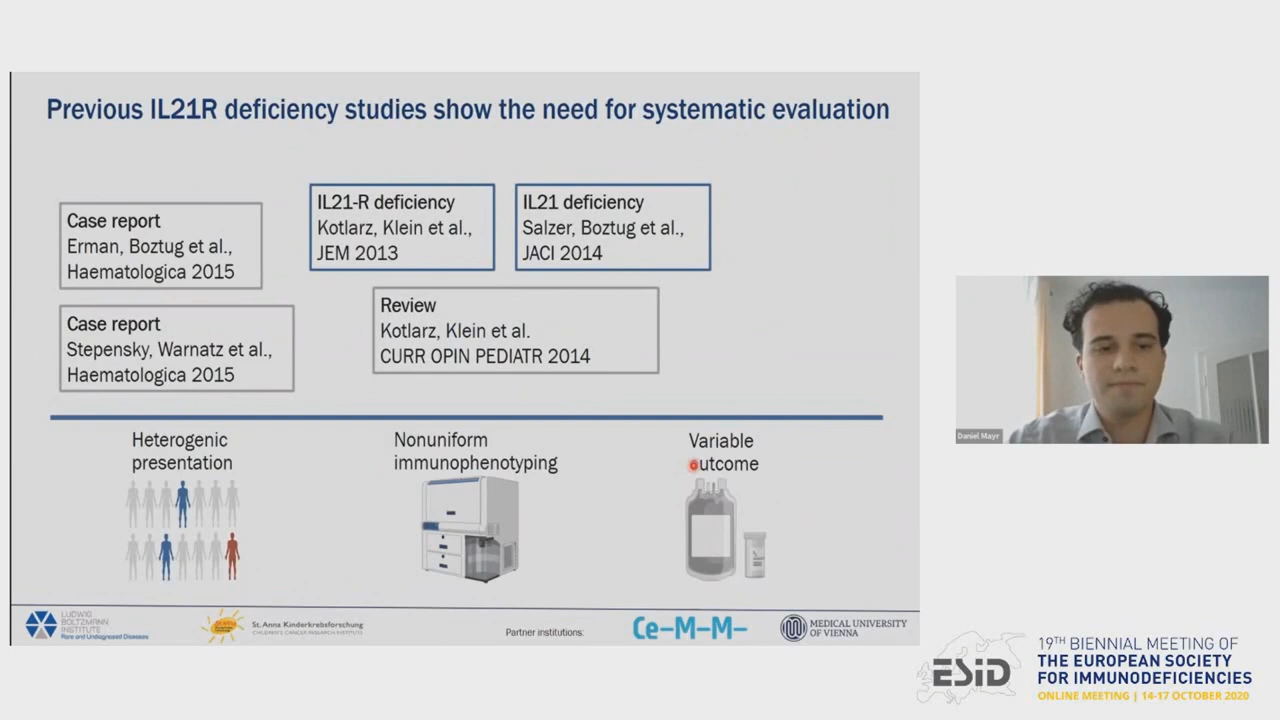 Previous IL21R deficiency studies show the need for systematic evaluation
Case report
Erman, Boztug et al.,
Haematologica 2015
IL21-R deficiency
Kotlarz, Klein et al.,
JEM 2013
IL21 deficiency
Salzer, Boztug et al.,
JACI 2014
Case report
Stepensky, Warnatz et al.,
Haematologica 2015
Review
Kotlarz, Klein et al.
CURR OPIN PEDIATR 2014
Heterogenic
presentation
Nonuniform
immunophenotyping
Variable
outcome
Daniel Mayr
LUDWIG
BOLTZMANN
INSTITUTE
Rare and Undiagnosed Diseases
St. Anna Kinderkrebsforschung
CHILDREN'S CANCER RESEARCH INSTITUTE
Partner institutions:
Ce-M-M-
MEDICAL UNIVERSITY
OF VIENNA
ESID
19TH BIENNIAL MEETING OF
THE EUROPEAN SOCIETY
FOR IMMUNODEFICIENCIES
ONLINE MEETING | 14-17 OCTOBER 2020